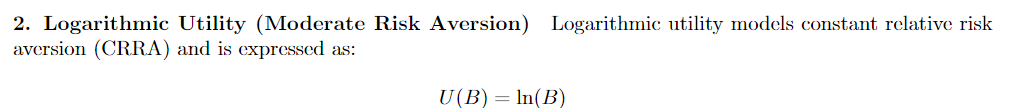 2. Logarithmic Utility (Moderate Risk Aversion) Logarithmic utility models constant relative risk
aversion (CRRA) and is expressed as:
U(B) = ln(B)